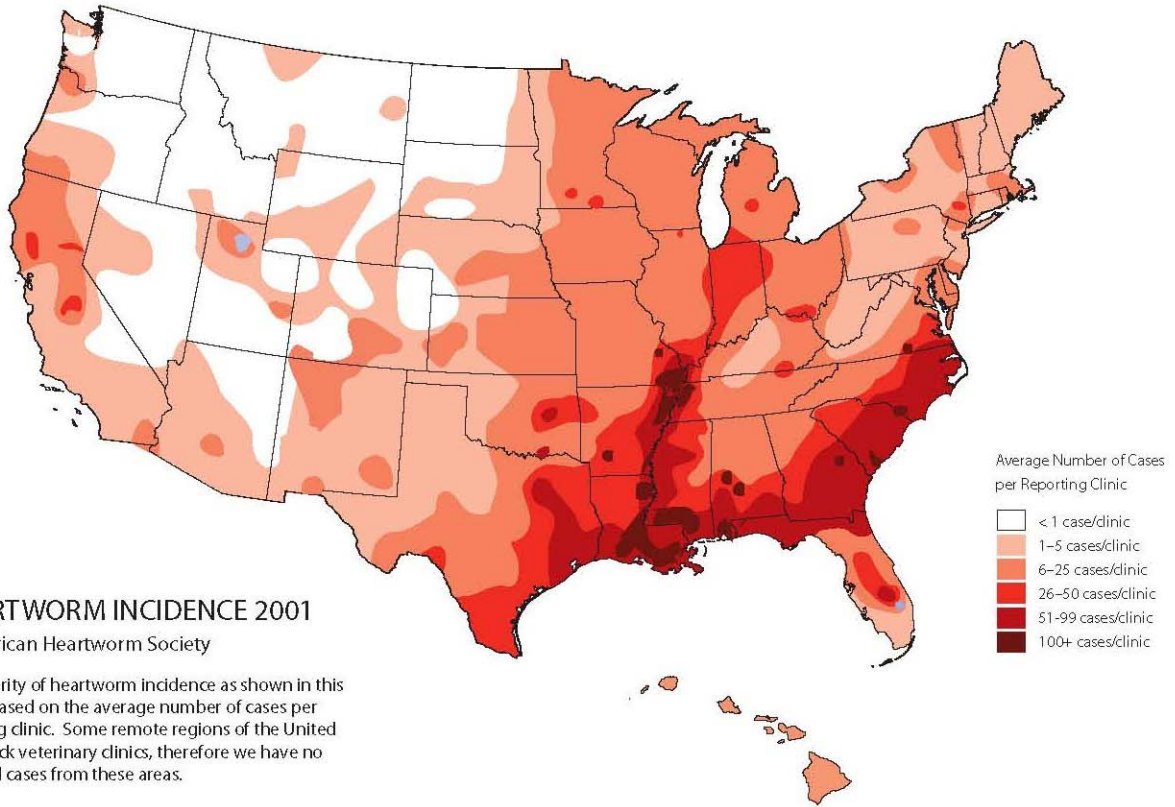 Average Number of Cases
per Reporting Clinic
< 1 case/clinic
1–5 cases/clinic
6–25 cases/clinic
26–50 cases/clinic
51-99 cases/clinic
100+ cases/clinic
RTWORM INCIDENCE 2001
rican Heartworm Society
rity of heartworm incidence as shown in this
ased on the average number of cases per
g clinic. Some remote regions of the United
ck veterinary clinics, therefore we have no
d cases from these areas.